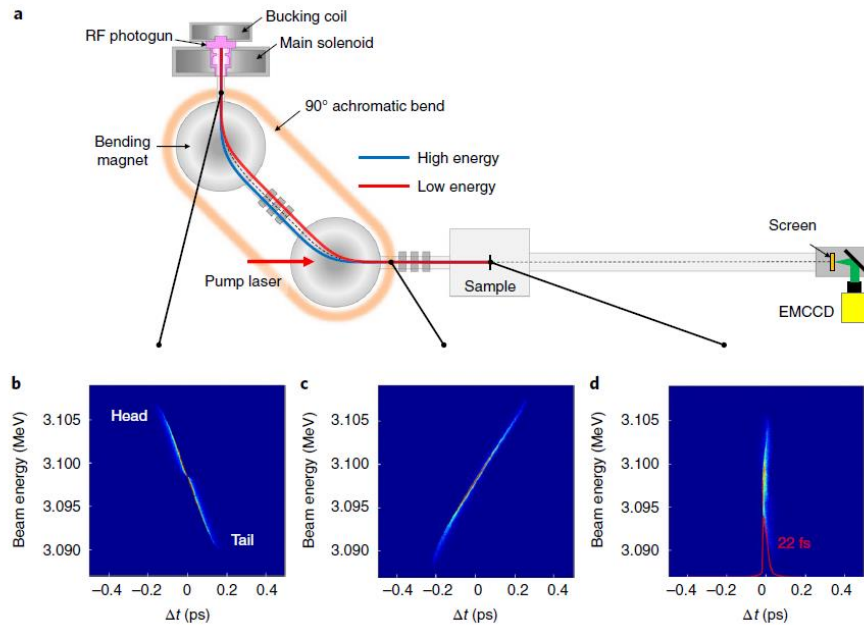 a
Bucking coil
RF photogun
Main solenoid
90° achromatic bend
Bending
magnet
High energy
Low energy
Pump laser
Sample
Screen
EMCCD
b
Beam energy (MeV)
3.105
3.100
3.095
3.090
Head
Tail
−0.4 −0.2 0 0.2 0.4
Δt (ps)
c
Beam energy (MeV)
3.105
3.100
3.095
3.090
−0.4 −0.2 0 0.2 0.4
Δt (ps)
d
Beam energy (MeV)
3.105
3.100
3.095
3.090
22 fs
−0.4 −0.2 0 0.2 0.4
Δt (ps)